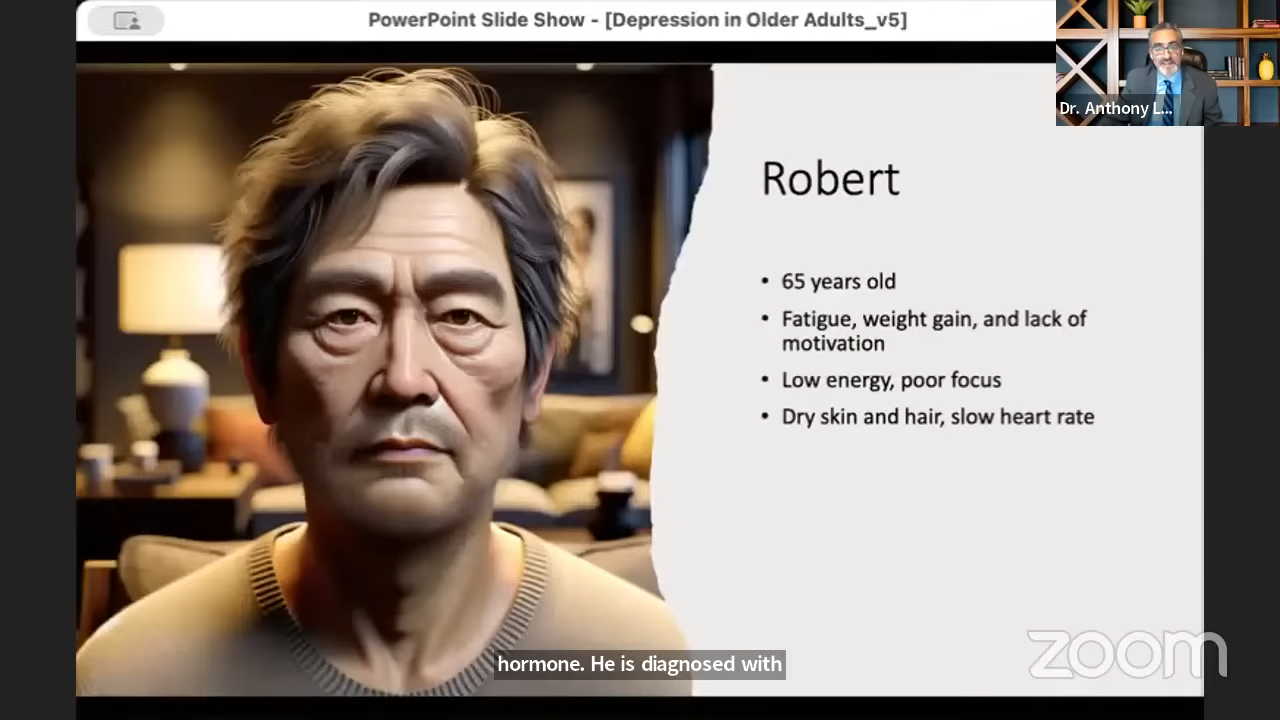 PowerPoint Slide Show - [Depression in Older Adults_v5]
Dr. Anthony L...
Robert
• 65 years old
• Fatigue, weight gain, and lack of
motivation
• Low energy, poor focus
• Dry skin and hair, slow heart rate
hormone. He is diagnosed with
zoom